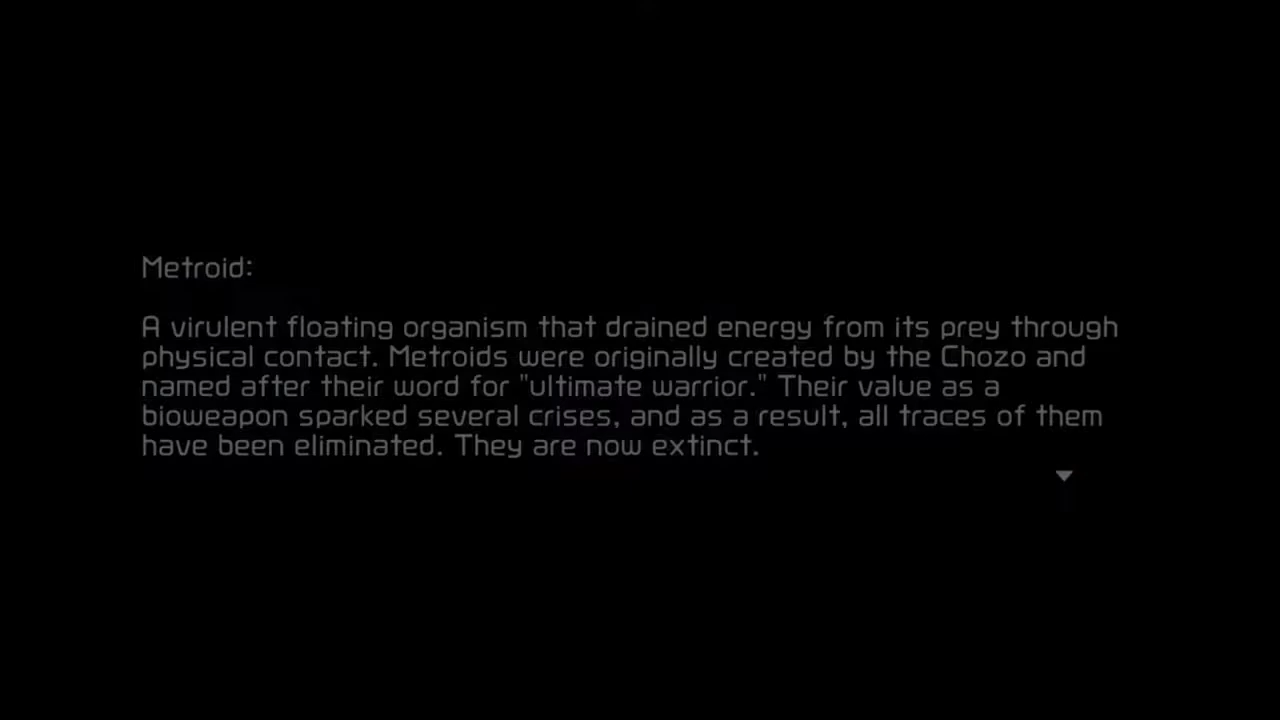 Metroid:
A virulent floating organism that drained energy from its prey through
physical contact. Metroids were originally created by the Chozo and
named after their word for "ultimate warrior." Their value as a
bioweapon sparked several crises, and as a result, all traces of them
have been eliminated. They are now extinct.